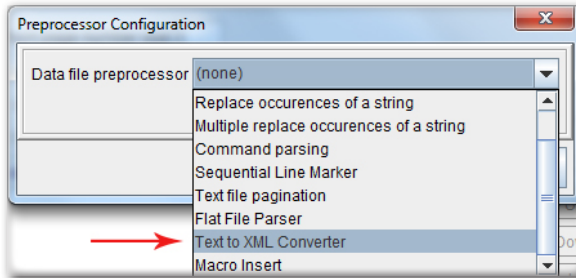 Preprocessor Configuration
Data file preprocessor (none)
Replace occurences of a string
Multiple replace occurences of a string
Command parsing
Sequential Line Marker
Text file pagination
Flat File Parser
Text to XML Converter
Macro Insert